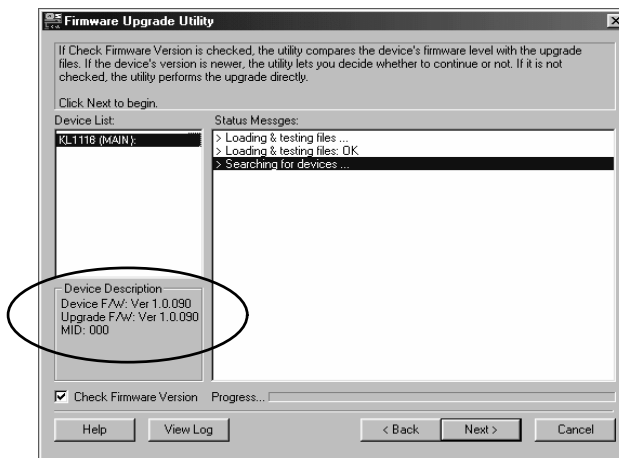 Firmware Upgrade Utility
If Check Firmware Version is checked, the utility compares the device's firmware level with the upgrade
files. If the device's version is newer, the utility lets you decide whether to continue or not. If it is not
checked, the utility performs the upgrade directly.
Click Next to begin.
Device List:
KL1116 (MAIN):
Status Messges:
> Loading & testing files ...
> Loading & testing files: OK
> Searching for devices ...
Device Description
Device F/W: Ver 1.0.090
Upgrade F/W: Ver 1.0.090
MID: 000
Check Firmware Version
Progress...
Help
View Log
< Back
Next >
Cancel